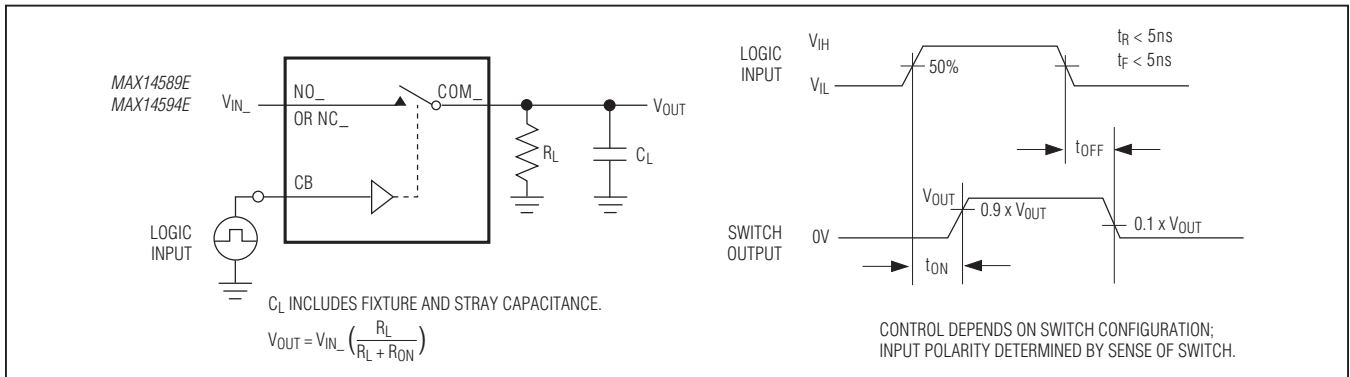 MAX14589E
MAX14594E
V_IN_
NO_
OR NC_
COM_
V_OUT
R_L
C_L
CB
LOGIC
INPUT
C_L INCLUDES FIXTURE AND STRAY CAPACITANCE.
V_OUT = V_IN_ ( R_L / R_L + R_ON )
LOGIC
INPUT
V_IH
V_IL
50%
t_R < 5ns
t_F < 5ns
t_OFF
SWITCH
OUTPUT
V_OUT
0V
0.9 x V_OUT
0.1 x V_OUT
t_ON
CONTROL DEPENDS ON SWITCH CONFIGURATION;
INPUT POLARITY DETERMINED BY SENSE OF SWITCH.